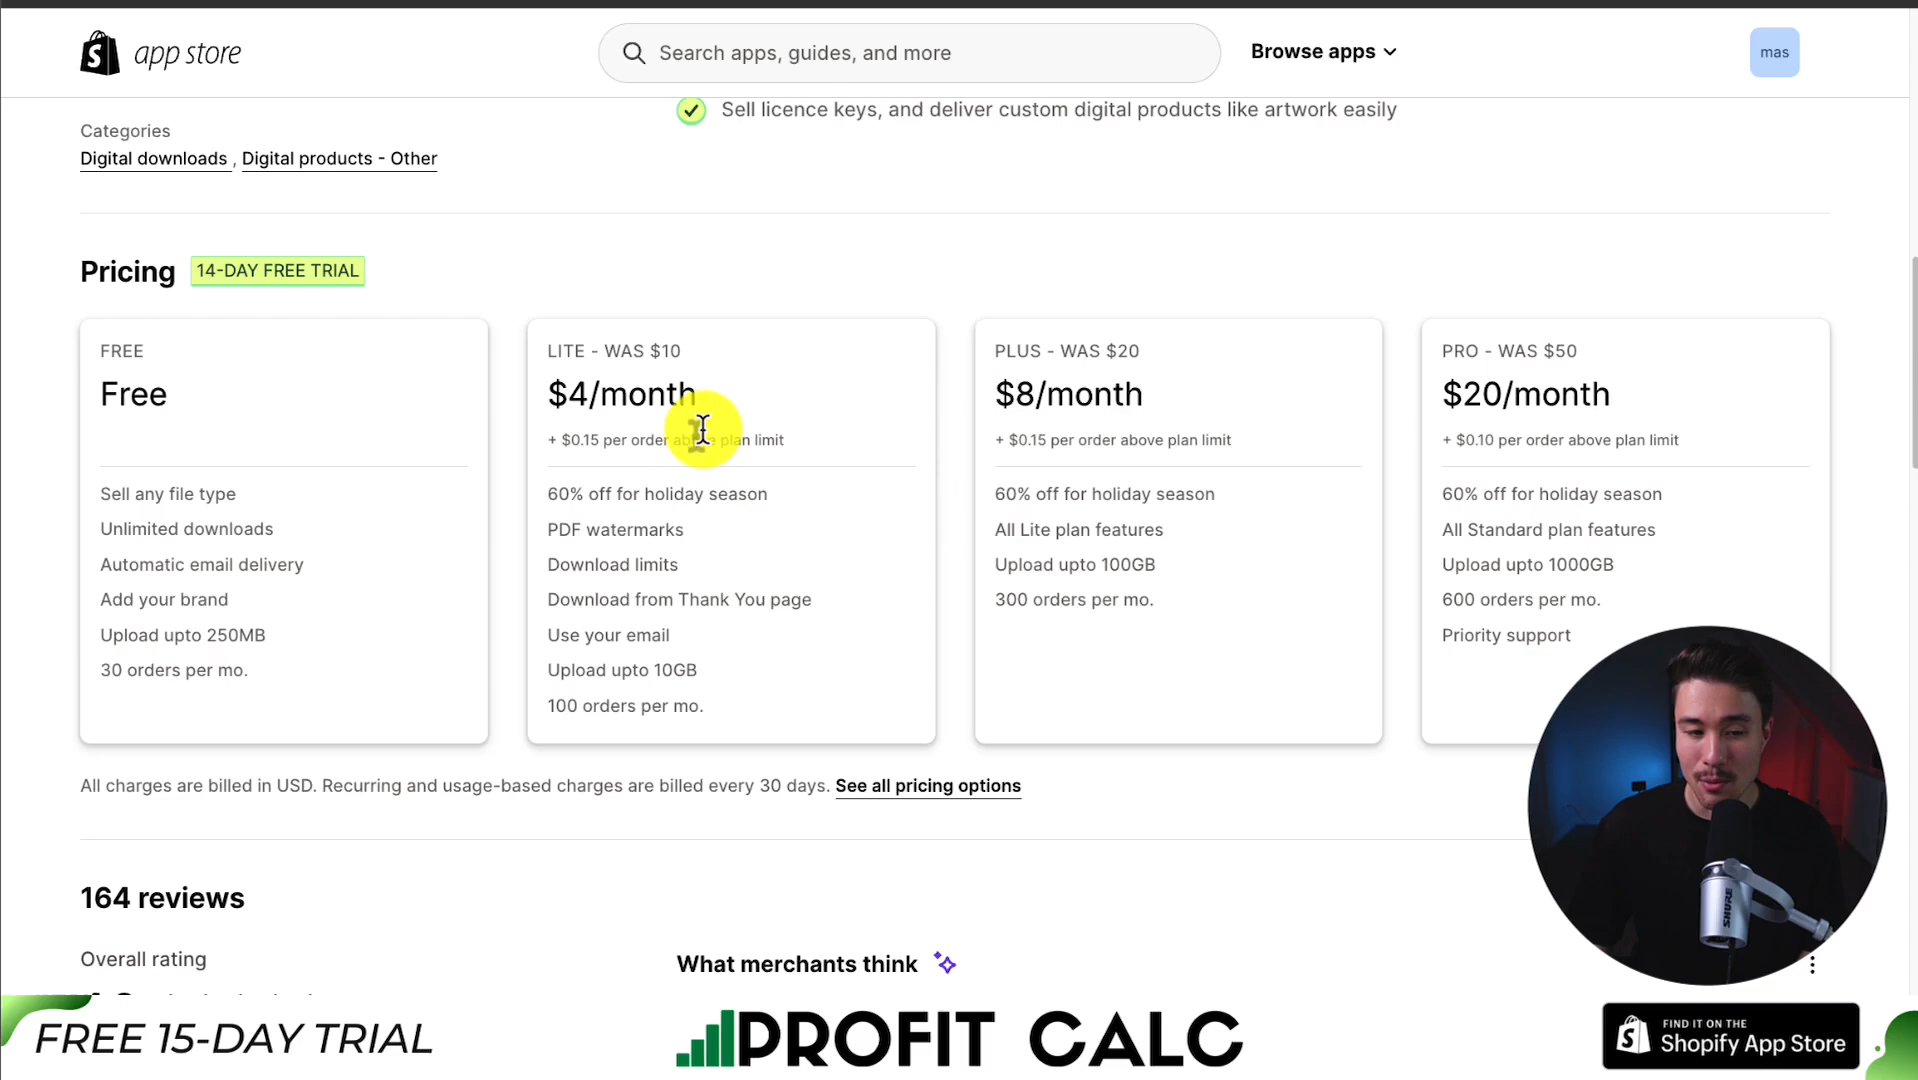 app store
Search apps, guides, and more
Browse apps
mas
Sell licence keys, and deliver custom digital products like artwork easily
Categories
Digital downloads , Digital products - Other
Pricing
14-DAY FREE TRIAL
FREE
Free
Sell any file type
Unlimited downloads
Automatic email delivery
Add your brand
Upload upto 250MB
30 orders per mo.
LITE - WAS $10
$4/month
+ $0.15 per order above plan limit
60% off for holiday season
PDF watermarks
Download limits
Download from Thank You page
Use your email
Upload upto 10GB
100 orders per mo.
PLUS - WAS $20
$8/month
+ $0.15 per order above plan limit
60% off for holiday season
All Lite plan features
Upload upto 100GB
300 orders per mo.
PRO - WAS $50
$20/month
+ $0.10 per order above plan limit
60% off for holiday season
All Standard plan features
Upload upto 1000GB
600 orders per mo.
Priority support
All charges are billed in USD. Recurring and usage-based charges are billed every 30 days. See all pricing options
164 reviews
Overall rating
What merchants think
SHURE
FREE 15-DAY TRIAL
PROFIT CALC
FIND IT ON THE
Shopify App Store